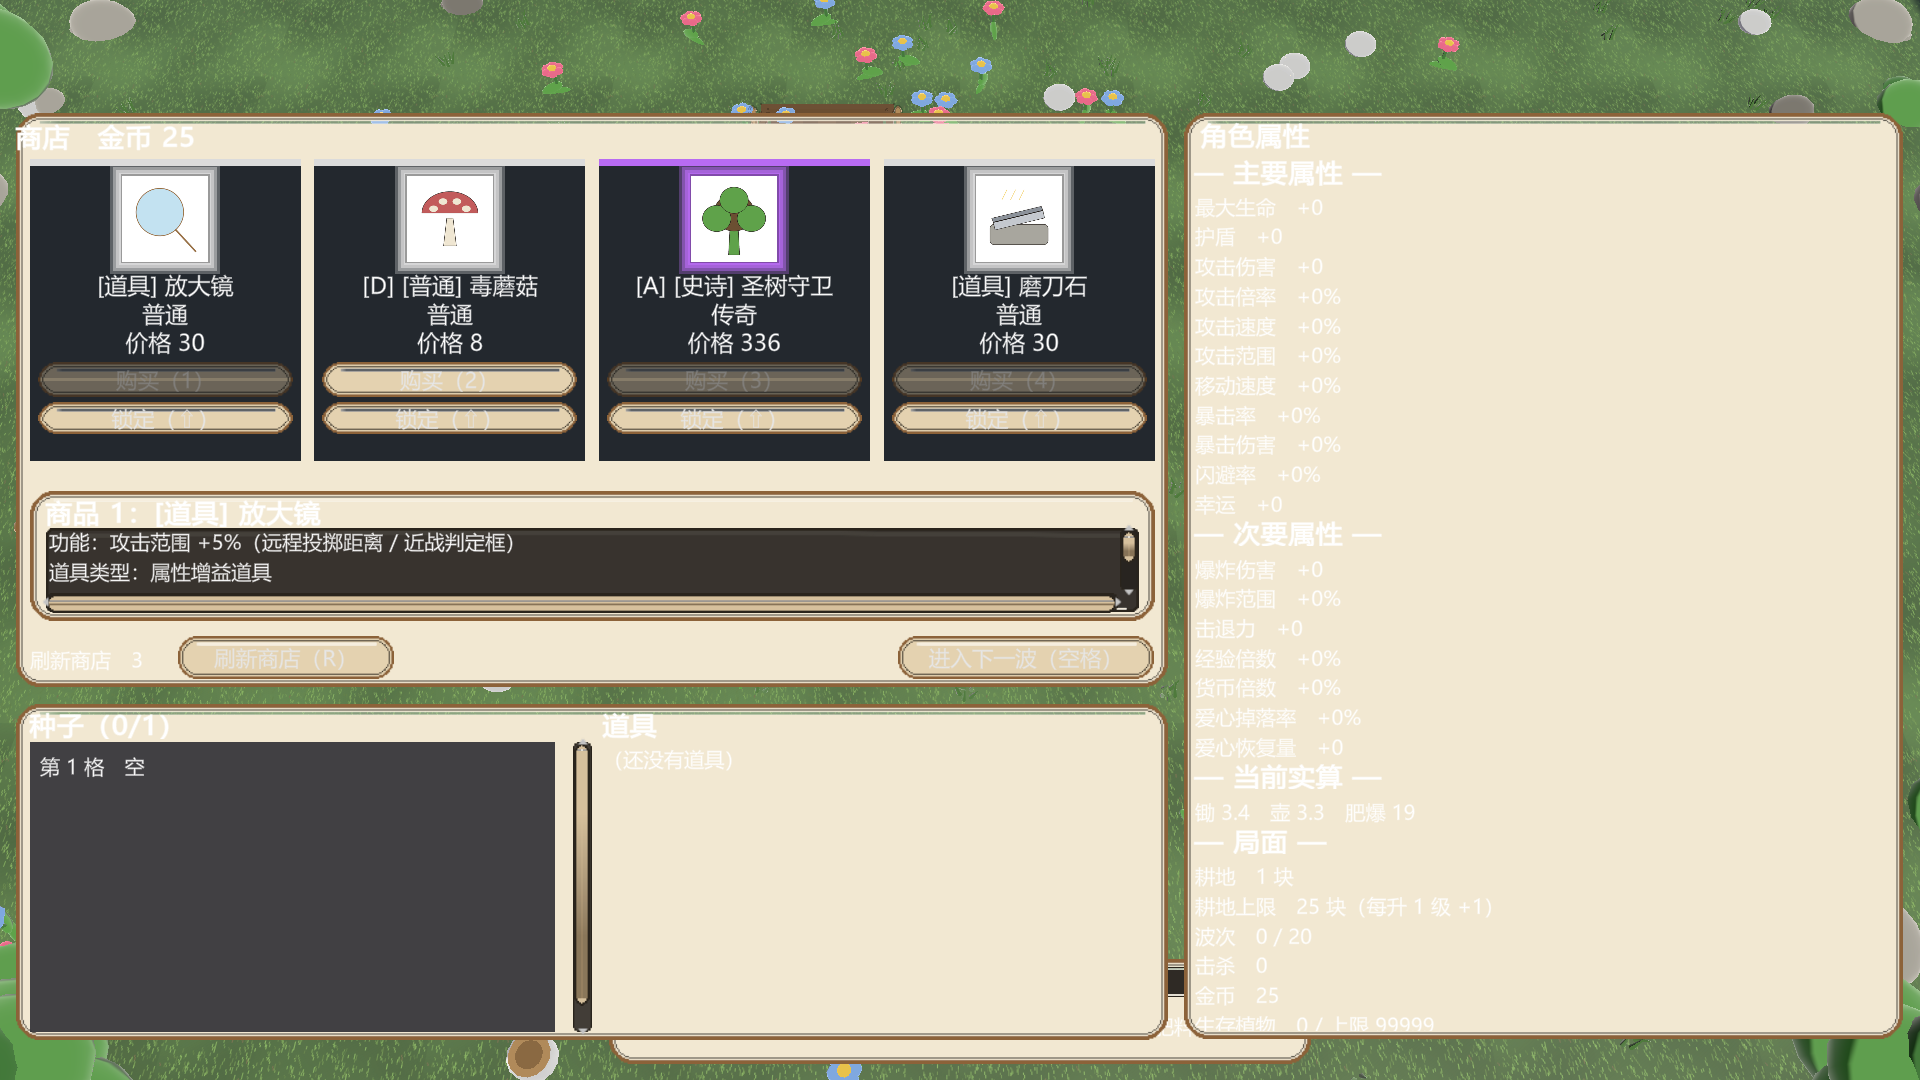 商店 金币 25
[道具] 放大镜
普通
价格 30
购买（1）
锁定（⇧）
[D] [普通] 毒蘑菇
普通
价格 8
购买（2）
锁定（⇧）
[A] [史诗] 圣树守卫
传奇
价格 336
购买（3）
锁定（⇧）
[道具] 磨刀石
普通
价格 30
购买（4）
锁定（⇧）
商品 1：[道具] 放大镜
功能：攻击范围 +5%（远程投掷距离 / 近战判定框）
道具类型：属性增益道具
刷新商店 3
刷新商店（R）
进入下一波（空格）
种子（0/1）
第 1 格 空
道具
（还没有道具）
角色属性
— 主要属性 —
最大生命 +0
护盾 +0
攻击伤害 +0
攻击倍率 +0%
攻击速度 +0%
攻击范围 +0%
移动速度 +0%
暴击率 +0%
暴击伤害 +0%
闪避率 +0%
幸运 +0
— 次要属性 —
爆炸伤害 +0
爆炸范围 +0%
击退力 +0
经验倍数 +0%
货币倍数 +0%
爱心掉落率 +0%
爱心恢复量 +0
— 当前实算 —
锄 3.4 壶 3.3 肥爆 19
— 局面 —
耕地 1 块
耕地上限 25 块（每升 1 级 +1）
波次 0 / 20
击杀 0
金币 25
生存植物 0 / 上限 99999